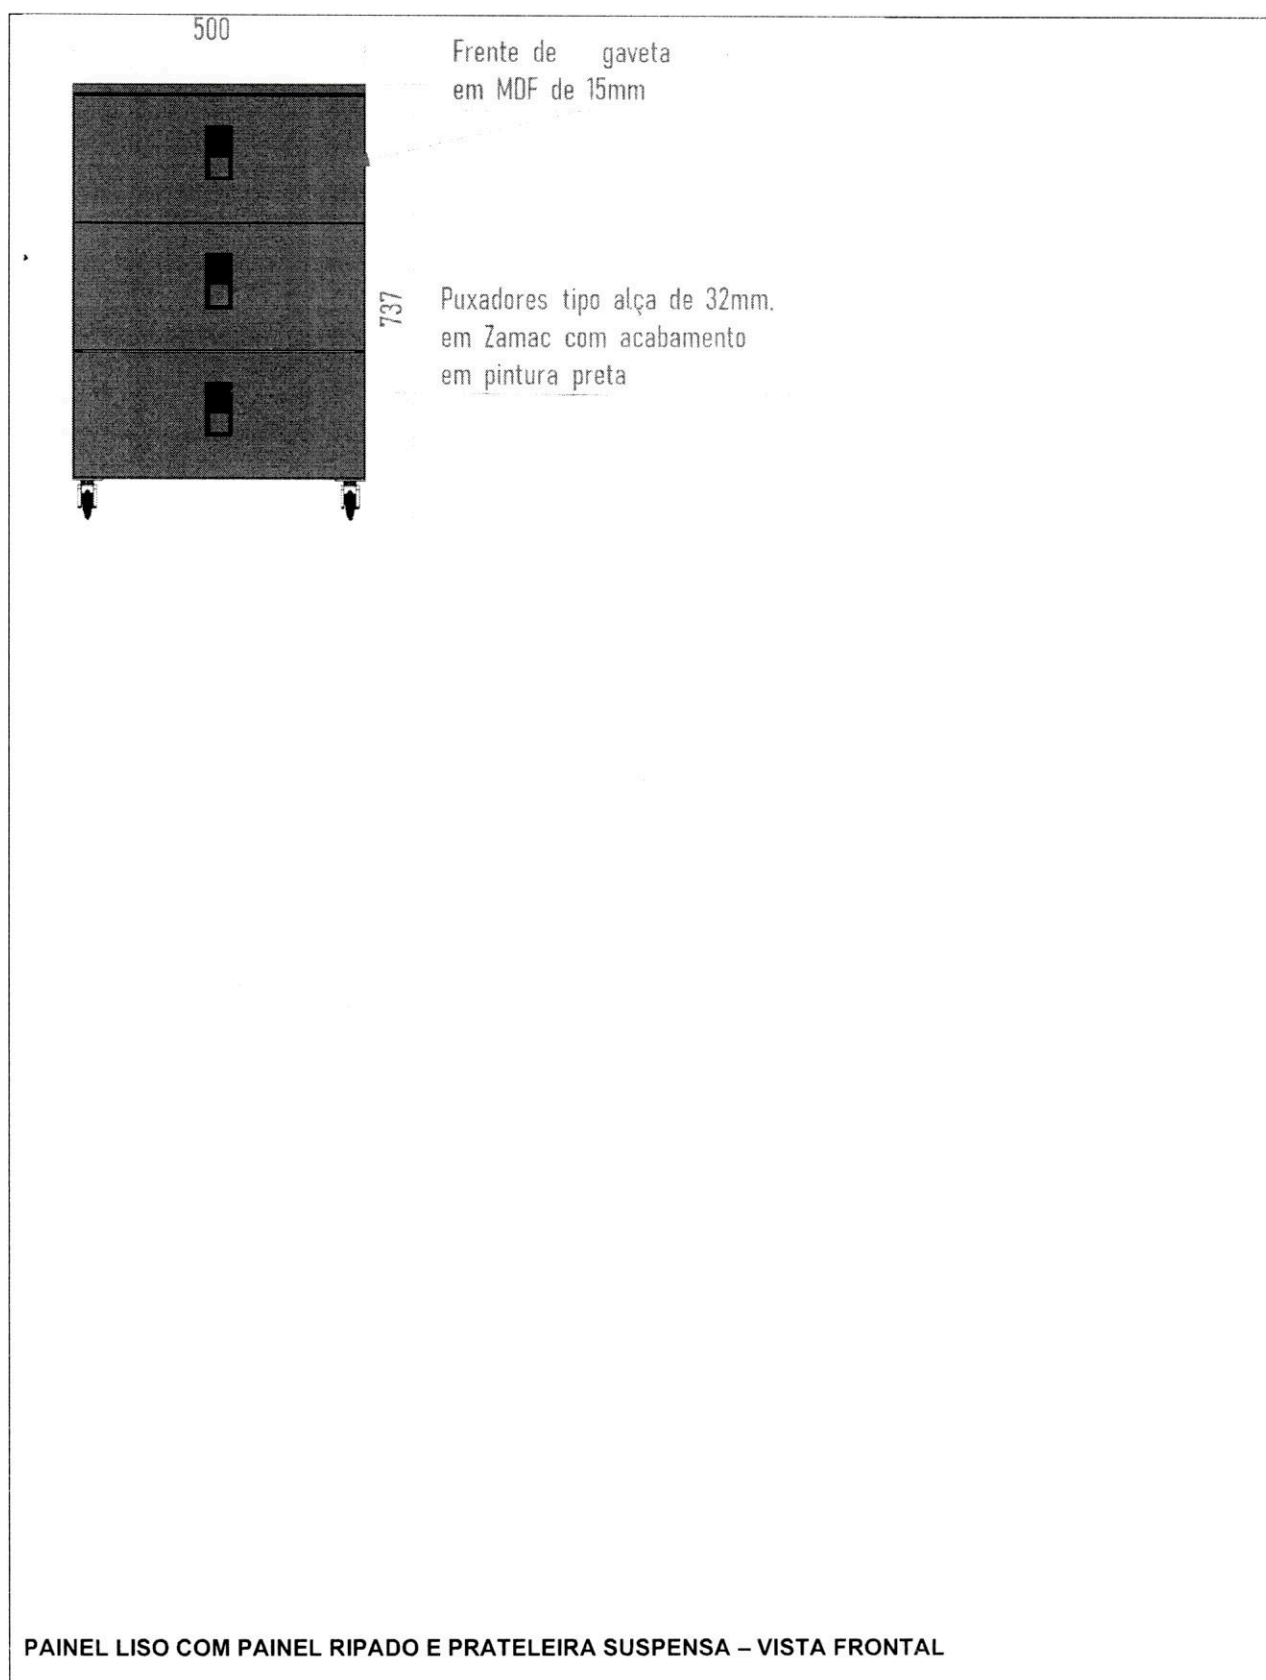 500
Frente de gaveta
em MDF de 15mm
737
Puxadores tipo alça de 32mm.
em Zamac com acabamento
em pintura preta
PAINEL LISO COM PAINEL RIPADO E PRATELEIRA SUSPENSA – VISTA FRONTAL